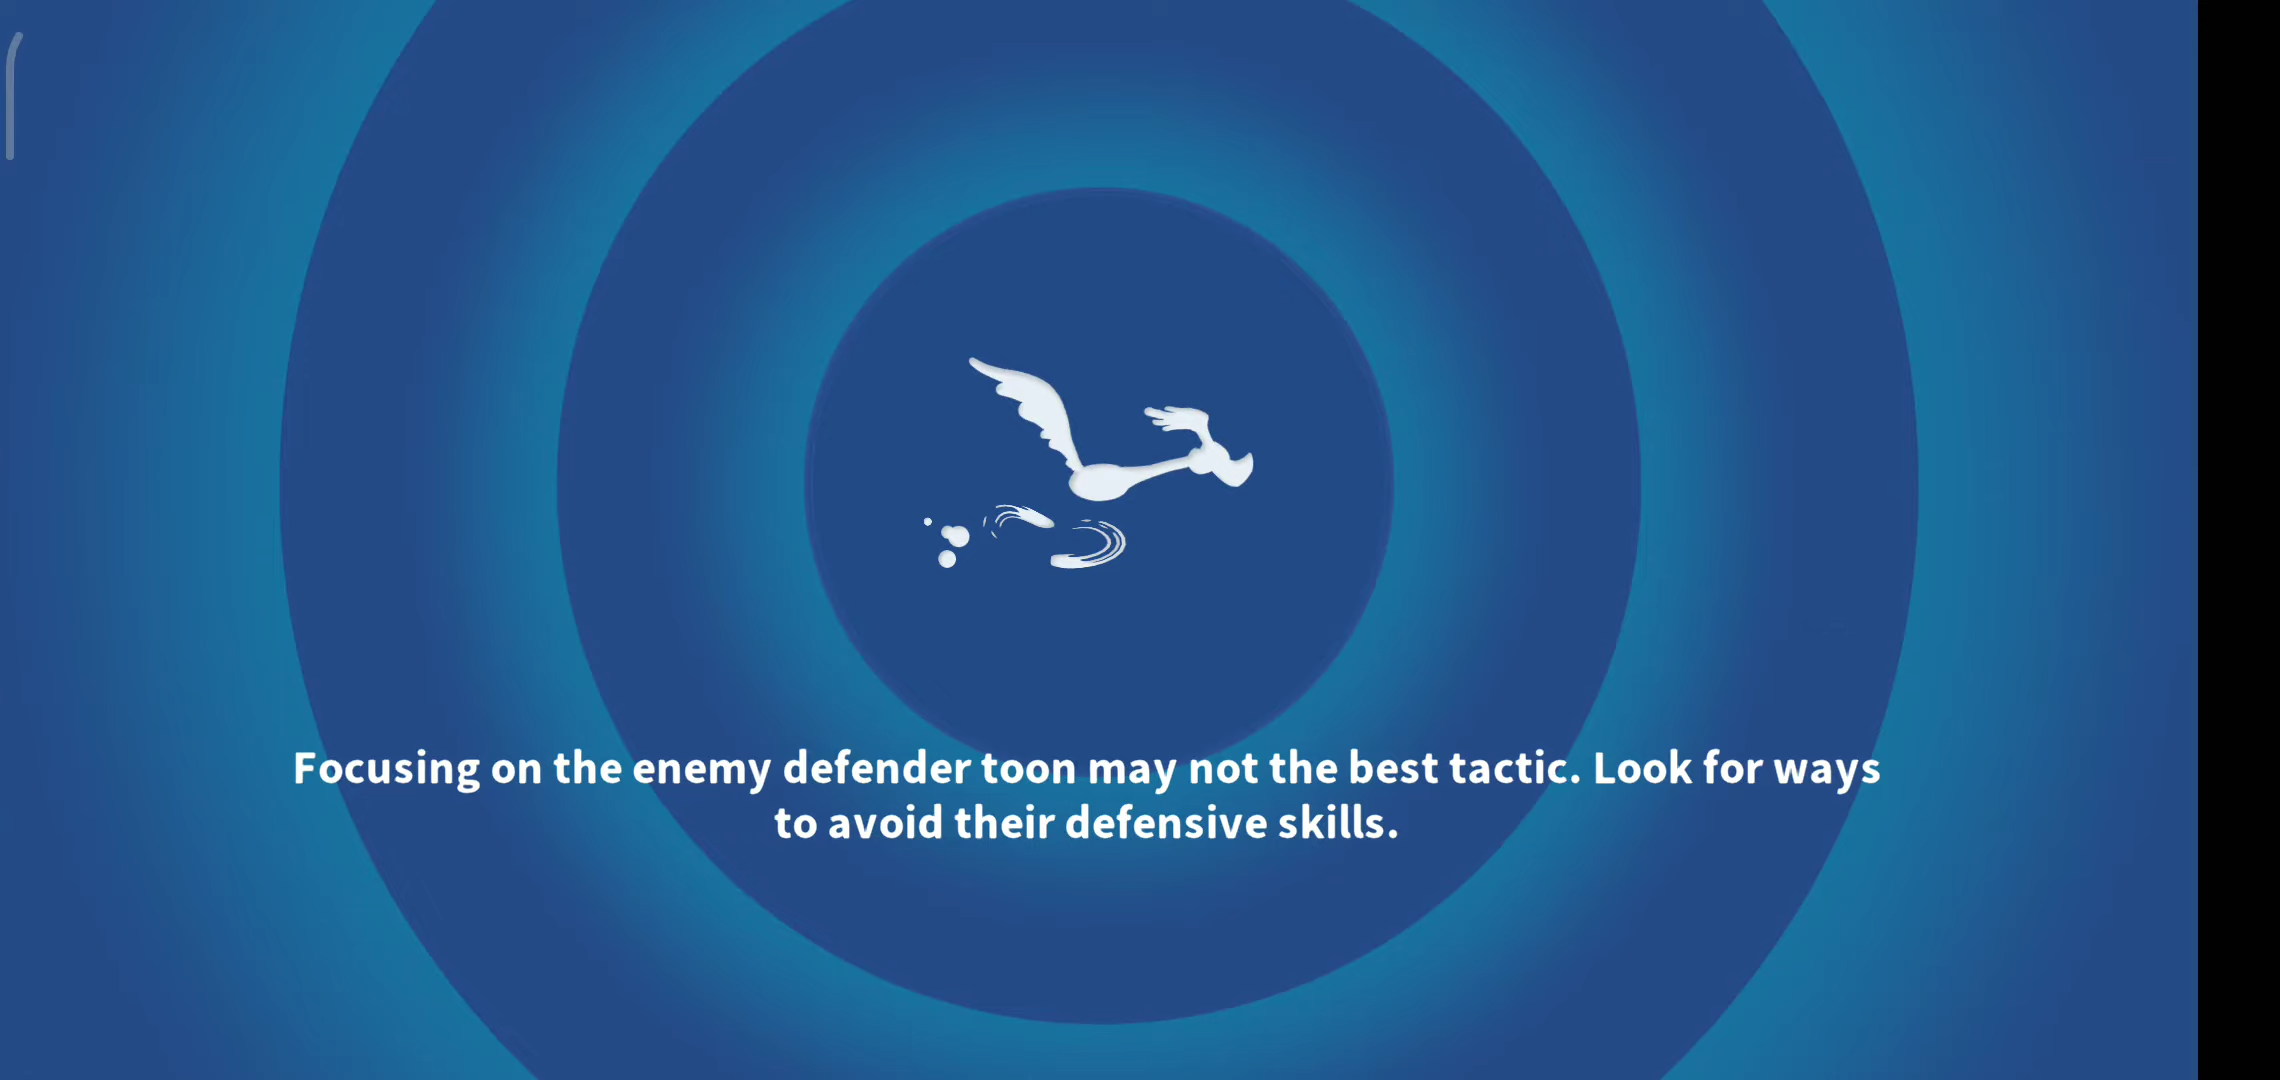 Focusing on the enemy defender toon may not the best tactic. Look for ways
to avoid their defensive skills.